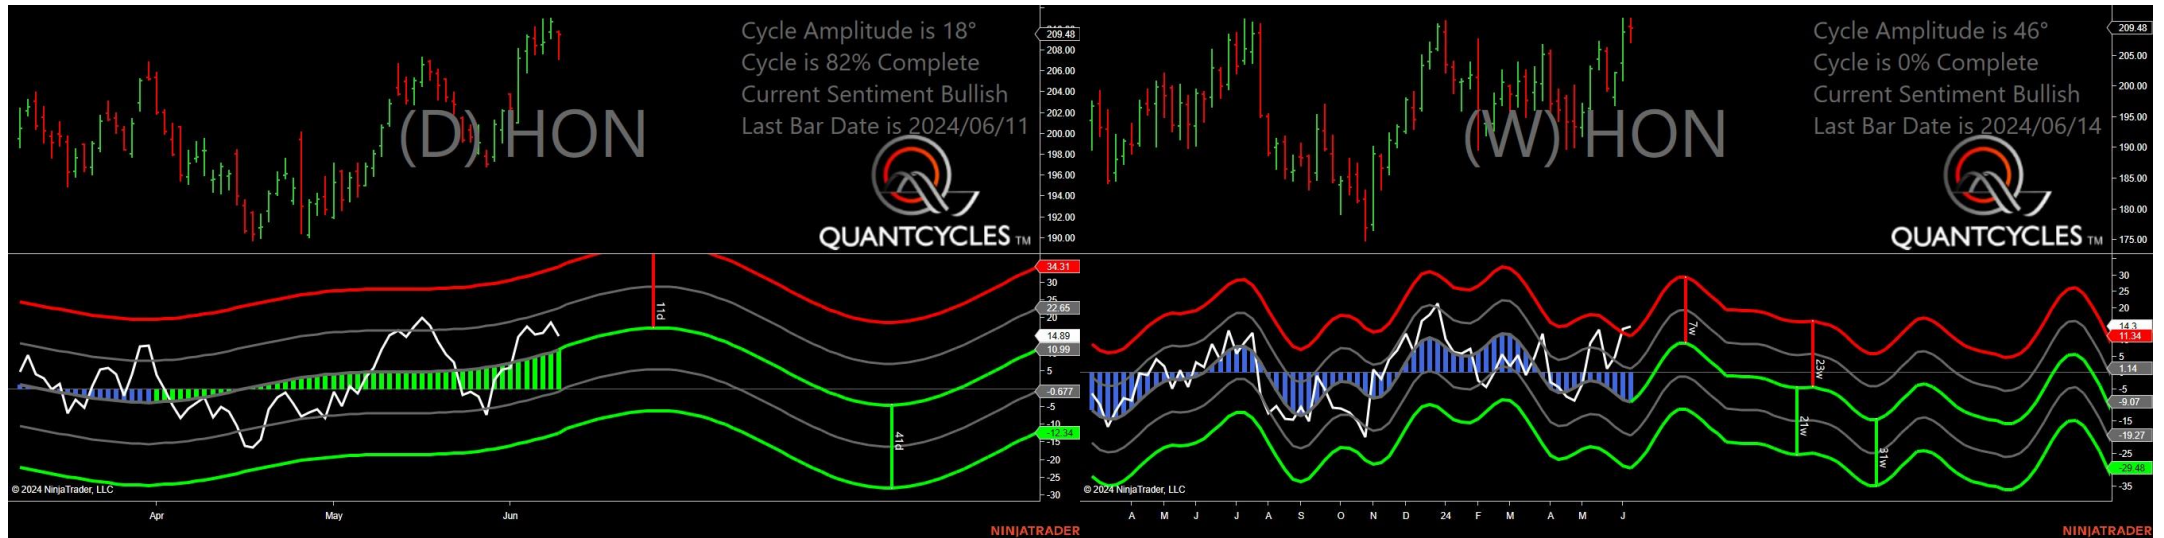 Cycle Amplitude is 18°
Cycle is 82% Complete
Current Sentiment Bullish
Last Bar Date is 2024/06/11
(D) HON
QUANTCYCLES TM
209.48
208.00
206.00
204.00
202.00
200.00
198.00
196.00
194.00
192.00
190.00
34.31
30
25
22.65
20
14.89
10.99
5
-0.677
-5
-10
-12.34
-15
-20
-25
-30
11d
41d
© 2024 NinjaTrader, LLC
Apr May Jun
NINJATRADER
Cycle Amplitude is 46°
Cycle is 0% Complete
Current Sentiment Bullish
Last Bar Date is 2024/06/14
(W) HON
QUANTCYCLES TM
209.48
205.00
200.00
195.00
190.00
185.00
180.00
175.00
30
25
20
14.3
11.34
5
1.14
-5
-9.07
-15
-19.27
-25
-29.48
-35
7w
23w
21w
31w
© 2024 NinjaTrader, LLC
A M J J A S O N D 24 F M A M J
NINJATRADER